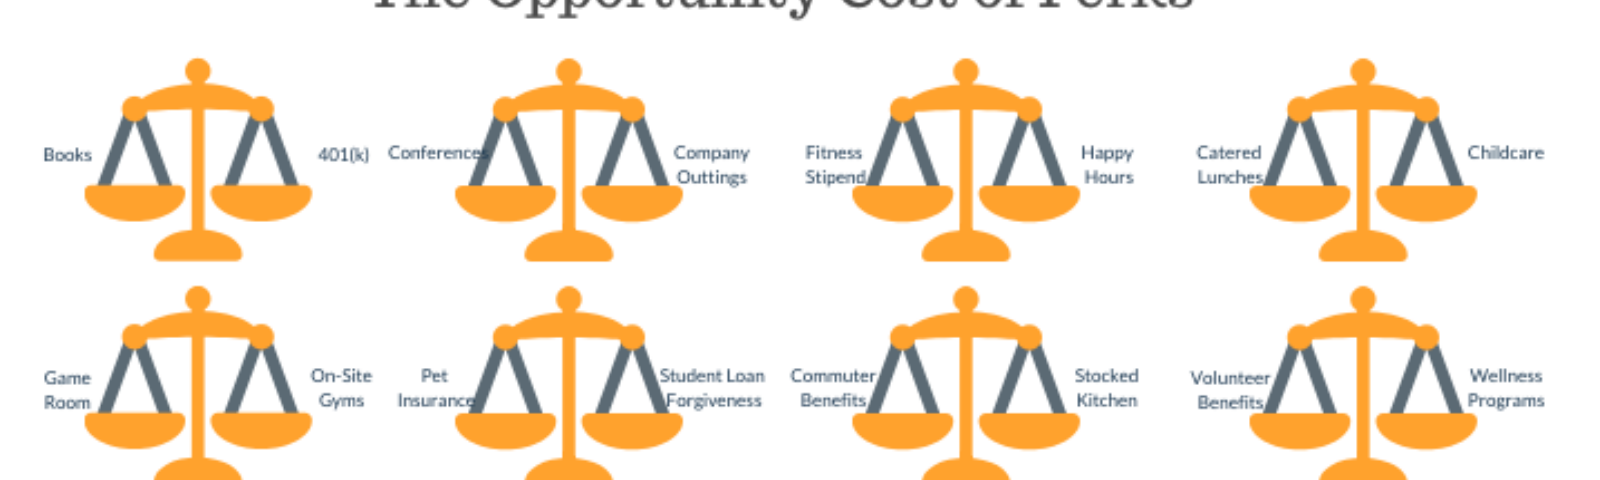 The Opportunity Cost of Perks
Books
401(k)
Conferences
Company
Outtings
Fitness
Stipend
Happy
Hours
Catered
Lunches
Childcare
Game
Room
On-Site
Gyms
Pet
Insurance
Student Loan
Forgiveness
Commuter
Benefits
Stocked
Kitchen
Volunteer
Benefits
Wellness
Programs